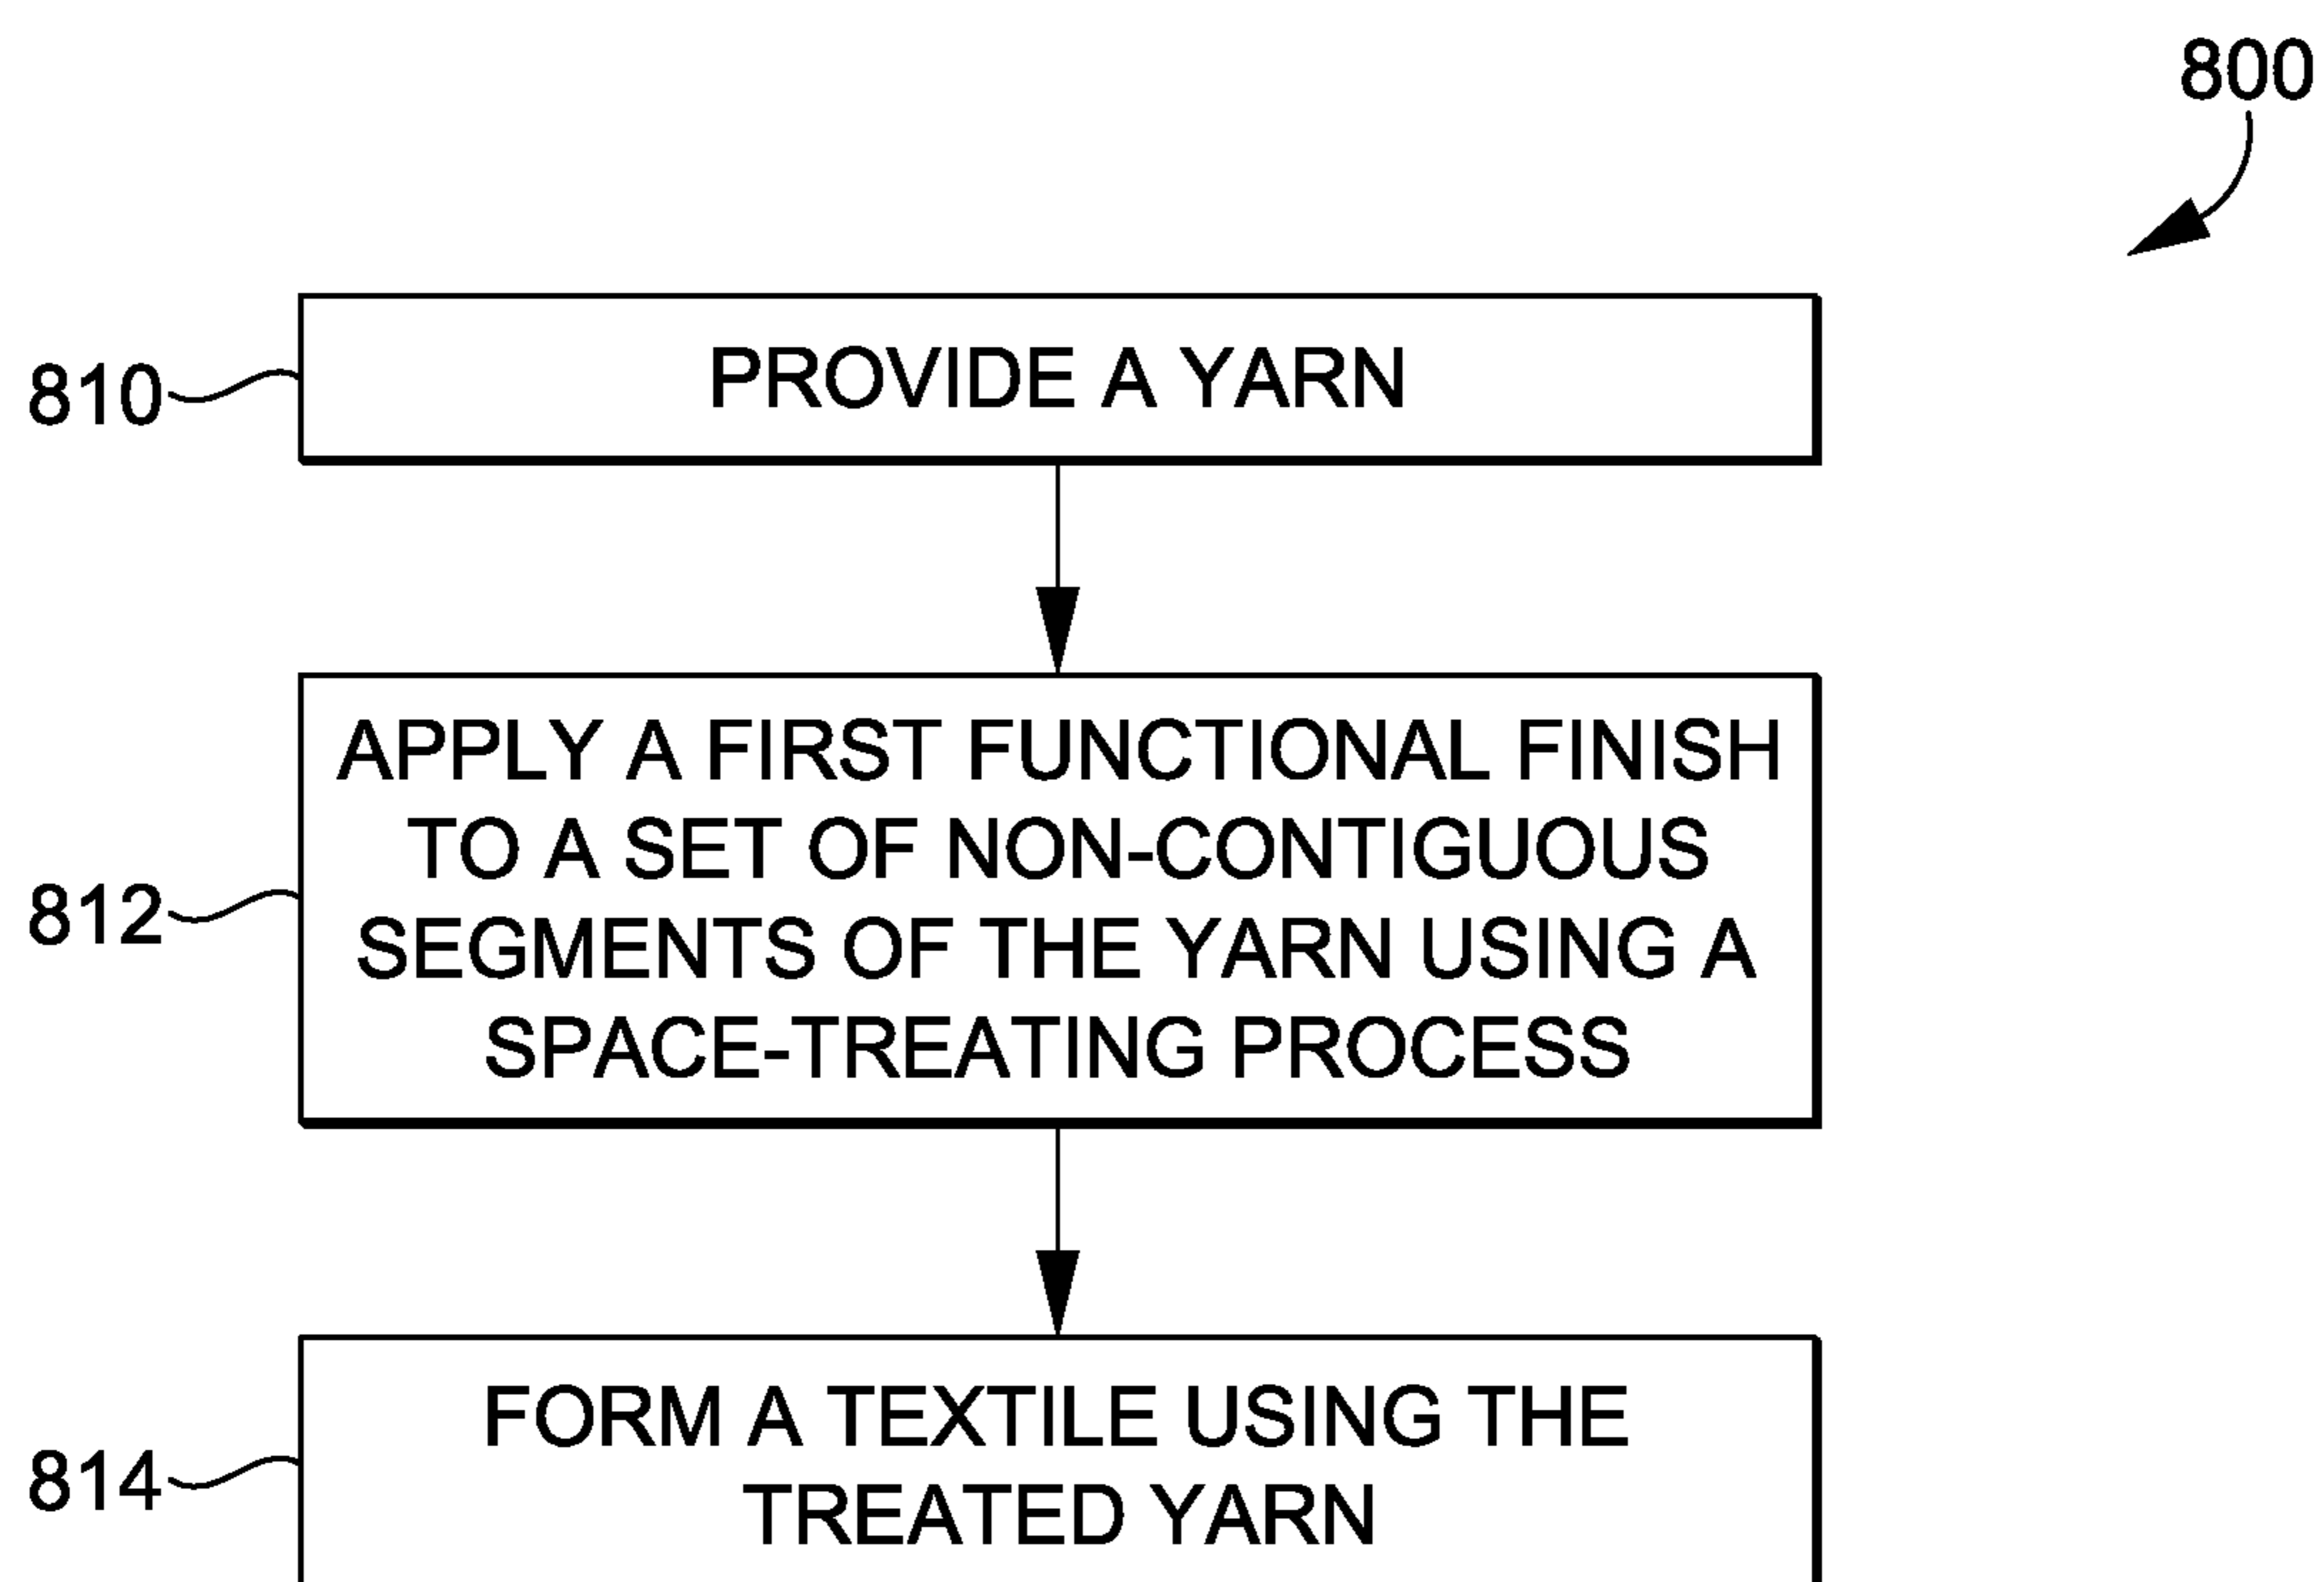 800
810
PROVIDE A YARN
812
APPLY A FIRST FUNCTIONAL FINISH
TO A SET OF NON-CONTIGUOUS
SEGMENTS OF THE YARN USING A
SPACE-TREATING PROCESS
814
FORM A TEXTILE USING THE
TREATED YARN